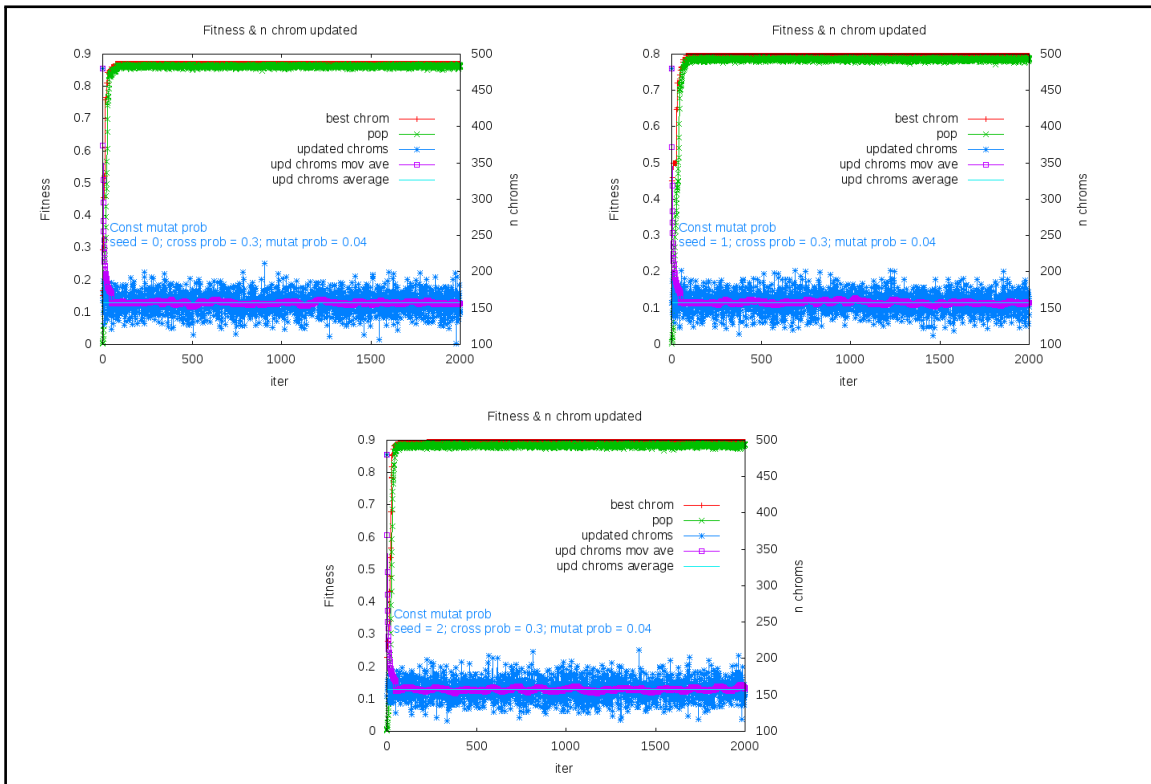 Fitness & n chrom updated
0.9
0.8
0.7
0.6
0.5
0.4
0.3
0.2
0.1
0
Fitness
500
450
400
350
300
250
200
150
100
n chroms
best chrom
pop
updated chroms
upd chroms mov ave
upd chroms average
Const mutat prob
seed = 0; cross prob = 0.3; mutat prob = 0.04
0 500 1000 1500 2000
iter
Fitness & n chrom updated
0.8
0.7
0.6
0.5
0.4
0.3
0.2
0.1
0
Fitness
500
450
400
350
300
250
200
150
100
n chroms
best chrom
pop
updated chroms
upd chroms mov ave
upd chroms average
Const mutat prob
seed = 1; cross prob = 0.3; mutat prob = 0.04
0 500 1000 1500 2000
iter
Fitness & n chrom updated
0.9
0.8
0.7
0.6
0.5
0.4
0.3
0.2
0.1
0
Fitness
500
450
400
350
300
250
200
150
100
n chroms
best chrom
pop
updated chroms
upd chroms mov ave
upd chroms average
Const mutat prob
seed = 2; cross prob = 0.3; mutat prob = 0.04
0 500 1000 1500 2000
iter